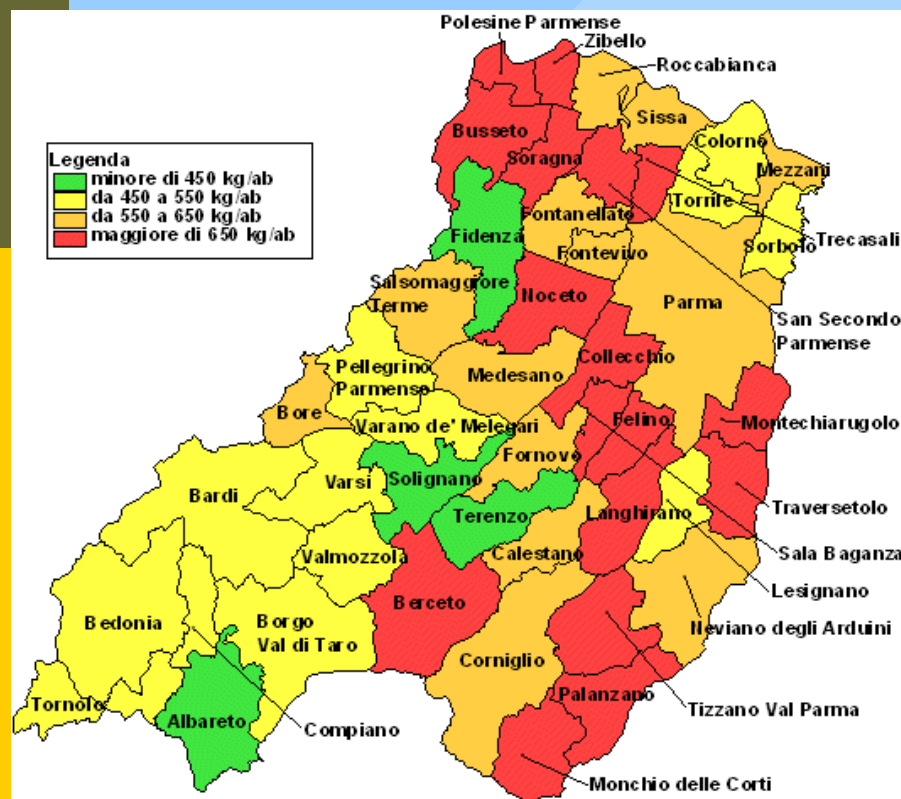 Polesine Parmense
Zibello
Roccabianca
Sissa
Busseto
Colorno
Soragna
Mezzani
Legenda
minore di 450 kg/ab
da 450 a 550 kg/ab
da 550 a 650 kg/ab
maggiore di 650 kg/ab
Torrile
Fontanellato
Fidenza
Trecasali
Sorbolo
Fontevivo
Salsomaggiore
Terme
Noceto
Parma
San Secondo
Parmense
Collecchio
Pellegrino
Parmense
Medesano
Bore
Felino
Montechiarugolo
Varano de' Melegari
Fornovo
Solignano
Varsi
Bardi
Traversetolo
Terenzo
Langhirano
Valmozzola
Calestano
Sala Baganza
Lesignano
Berceto
Bedonia
Borgo
Val di Taro
Neviano degli Arduini
Corniglio
Palanzano
Tornolo
Tizzano Val Parma
Albareto
Compiano
Monchio delle Corti